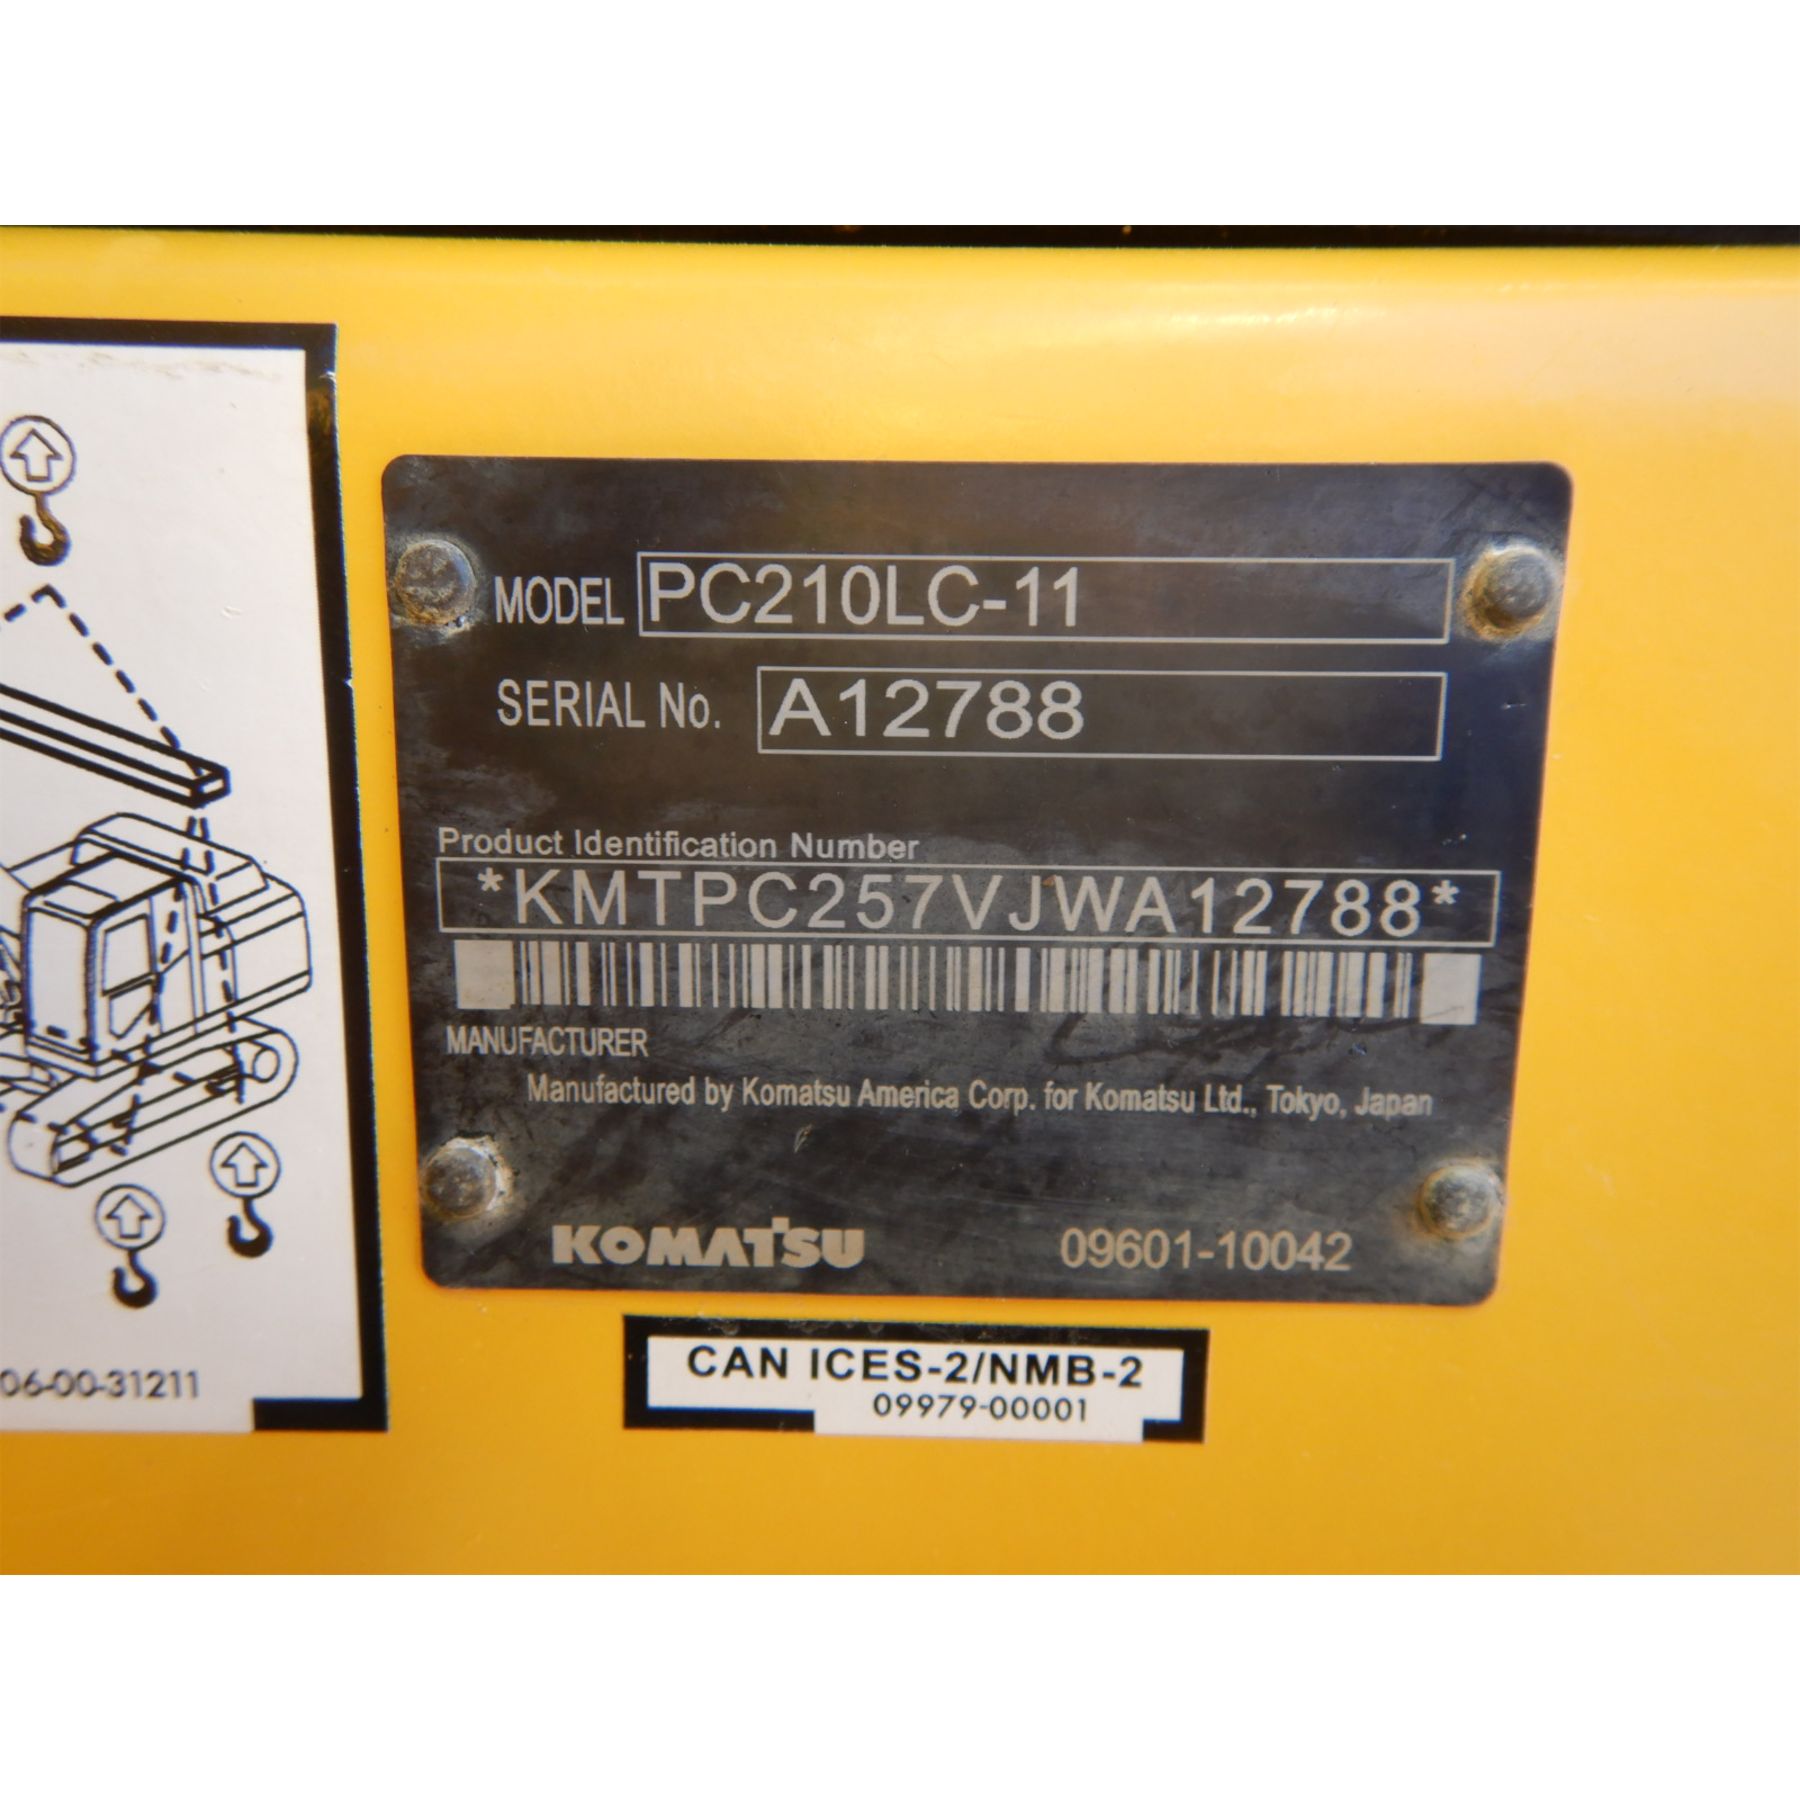 MODEL PC210LC-11
SERIAL No. A12788
Product Identification Number
*KMTPC257VJWA12788*
MANUFACTURER
Manufactured by Komatsu America Corp. for Komatsu Ltd., Tokyo, Japan
KOMATSU 09601-10042
CAN ICES-2/NMB-2
09979-00001
06-00-31211